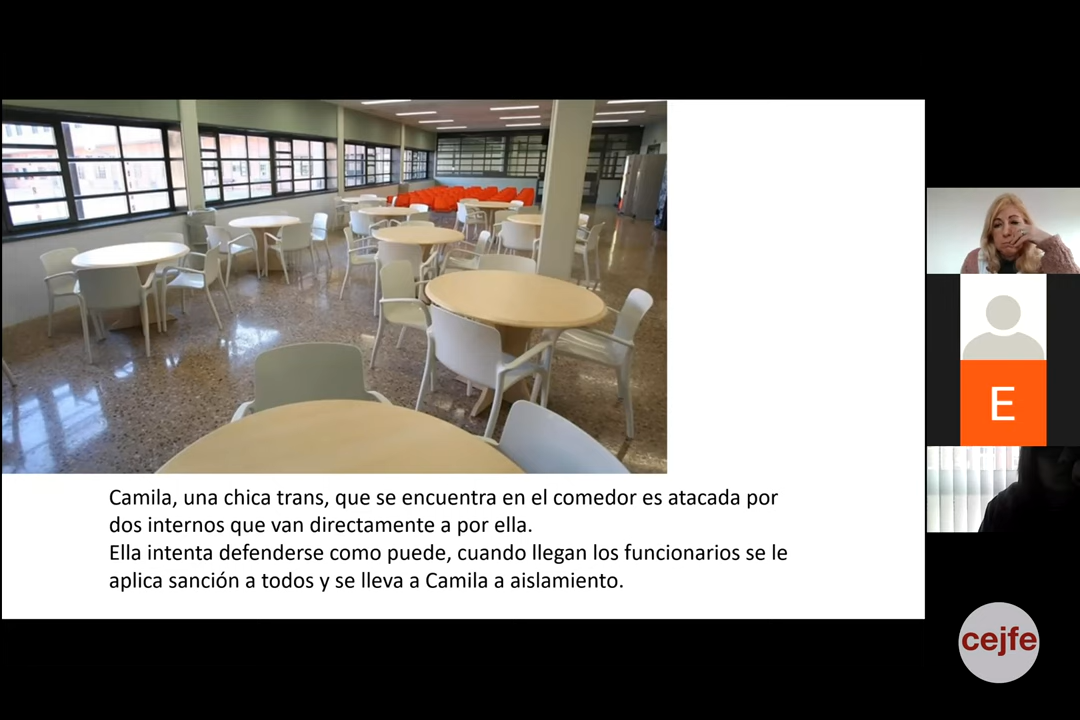 Camila, una chica trans, que se encuentra en el comedor es atacada por
dos internos que van directamente a por ella.
Ella intenta defenderse como puede, cuando llegan los funcionarios se le
aplica sanción a todos y se lleva a Camila a aislamiento.
E
cejfe